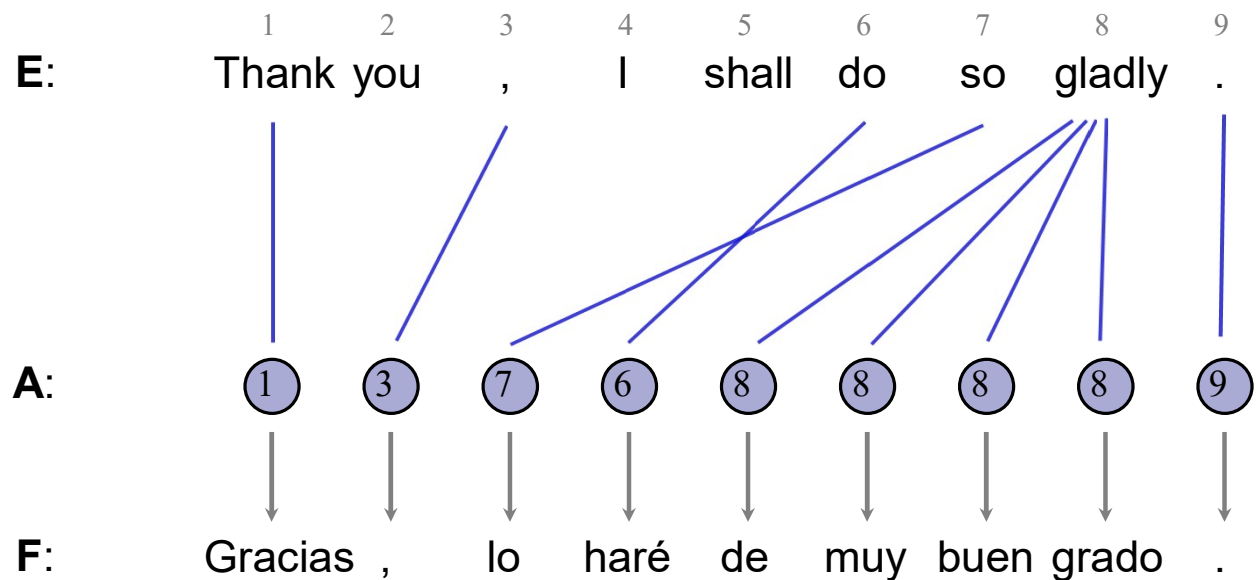 1 2 3 4 5 6 7 8 9
E: Thank you , I shall do so gladly .
A: 1 3 7 6 8 8 8 8 9
F: Gracias , lo haré de muy buen grado .